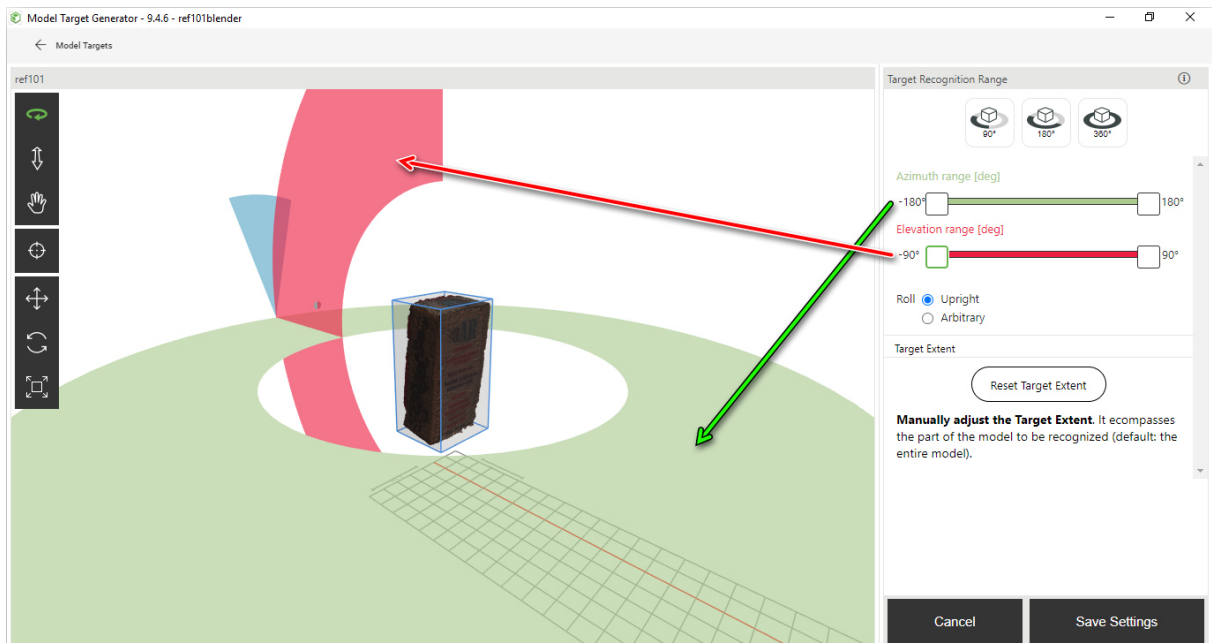 Model Target Generator - 9.4.6 - ref101blender
Model Targets
ref101
Target Recognition Range
90°
180°
360°
Azimuth range [deg]
-180°
180°
Elevation range [deg]
-90°
90°
Roll
Upright
Arbitrary
Target Extent
Reset Target Extent
Manually adjust the Target Extent. It ecompasses
the part of the model to be recognized (default: the
entire model).
Cancel
Save Settings